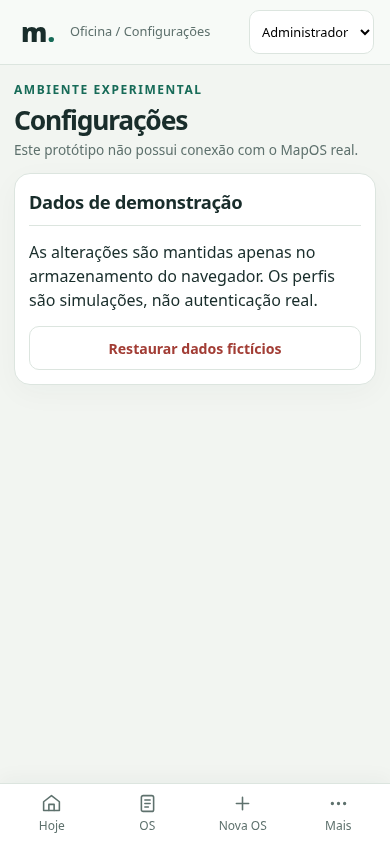 m. Oficina / Configurações Administrador
AMBIENTE EXPERIMENTAL
Configurações
Este protótipo não possui conexão com o MapOS real.
Dados de demonstração
As alterações são mantidas apenas no
armazenamento do navegador. Os perfis
são simulações, não autenticação real.
Restaurar dados fictícios
Hoje OS Nova OS Mais